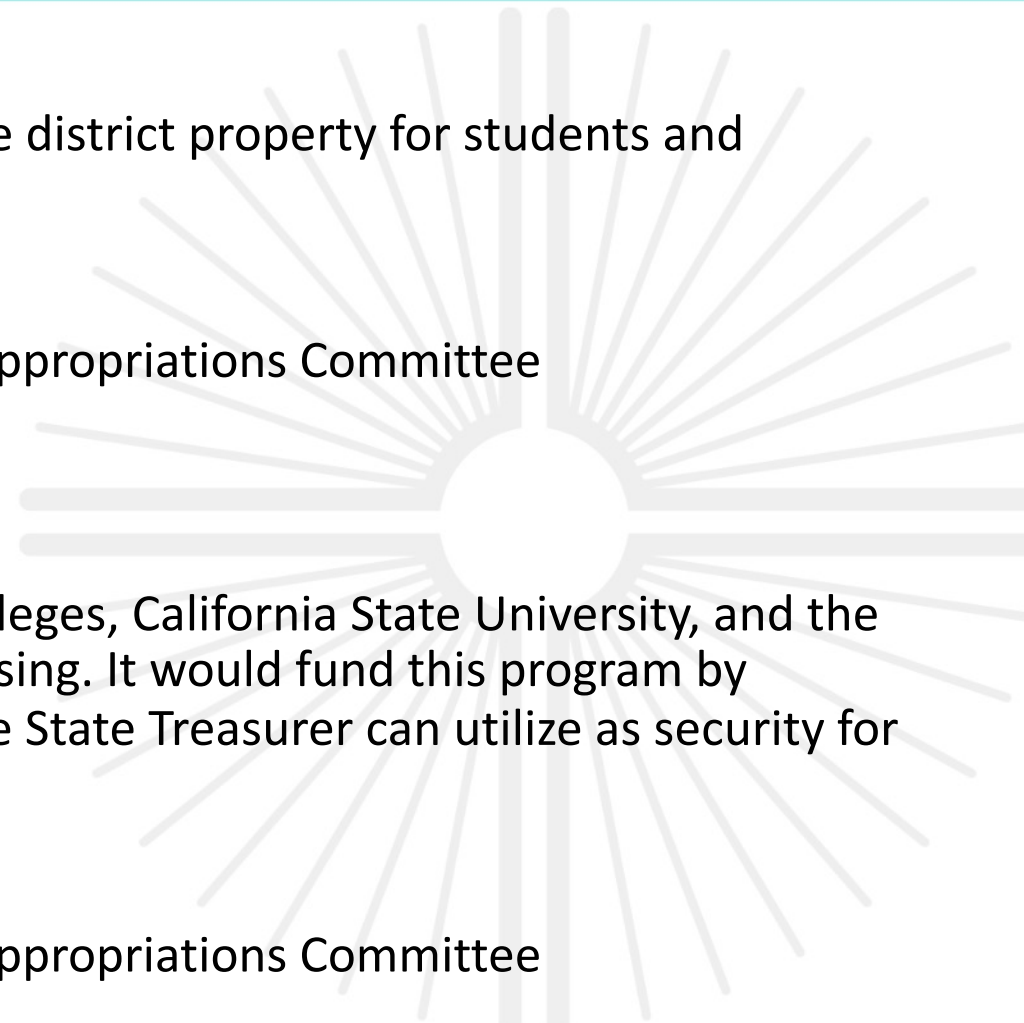 e district property for students and
ppropriations Committee
leges, California State University, and the
sing. It would fund this program by
e State Treasurer can utilize as security for
ppropriations Committee